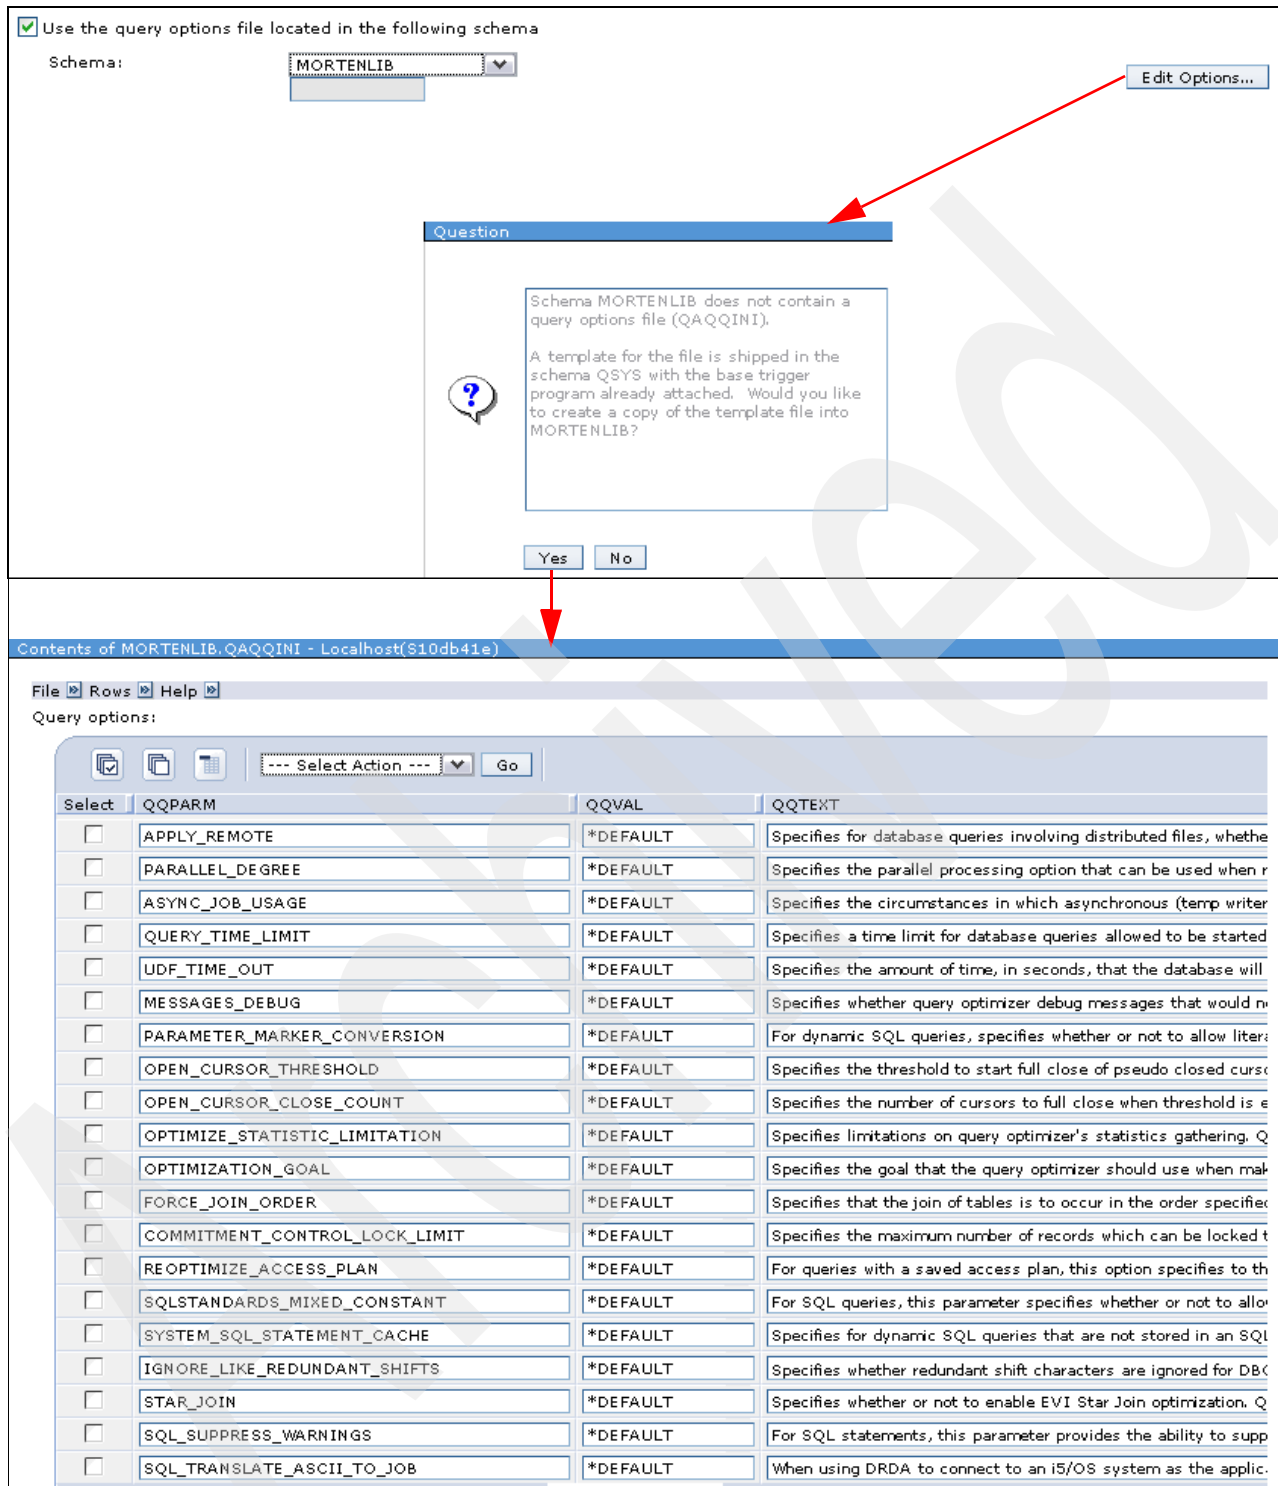 Use the query options file located in the following schema
Schema:
MORTENLIB
Edit Options...
Question
Schema MORTENLIB does not contain a
query options file (QAQQINI).
A template for the file is shipped in the
schema QSYS with the base trigger
program already attached. Would you like
to create a copy of the template file into
MORTENLIB?
?
Yes No
Contents of MORTENLIB.QAQQINI - Localhost(S10db41e)
File Rows Help
Query options:
--- Select Action --- Go
Select QQPARM QQVAL QQTEXT
APPLY_REMOTE *DEFAULT Specifies for database queries involving distributed files, whethe
PARALLEL_DEGREE *DEFAULT Specifies the parallel processing option that can be used when r
ASYNC_JOB_USAGE *DEFAULT Specifies the circumstances in which asynchronous (temp writer
QUERY_TIME_LIMIT *DEFAULT Specifies a time limit for database queries allowed to be started
UDF_TIME_OUT *DEFAULT Specifies the amount of time, in seconds, that the database will
MESSAGES_DEBUG *DEFAULT Specifies whether query optimizer debug messages that would n
PARAMETER_MARKER_CONVERSION *DEFAULT For dynamic SQL queries, specifies whether or not to allow litera
OPEN_CURSOR_THRESHOLD *DEFAULT Specifies the threshold to start full close of pseudo closed curso
OPEN_CURSOR_CLOSE_COUNT *DEFAULT Specifies the number of cursors to full close when threshold is e
OPTIMIZE_STATISTIC_LIMITATION *DEFAULT Specifies limitations on query optimizer's statistics gathering. Q
OPTIMIZATION_GOAL *DEFAULT Specifies the goal that the query optimizer should use when mak
FORCE_JOIN_ORDER *DEFAULT Specifies that the join of tables is to occur in the order specified
COMMITMENT_CONTROL_LOCK_LIMIT *DEFAULT Specifies the maximum number of records which can be locked t
REOPTIMIZE_ACCESS_PLAN *DEFAULT For queries with a saved access plan, this option specifies to th
SQLSTANDARDS_MIXED_CONSTANT *DEFAULT For SQL queries, this parameter specifies whether or not to allo
SYSTEM_SQL_STATEMENT_CACHE *DEFAULT Specifies for dynamic SQL queries that are not stored in an SQL
IGNORE_LIKE_REDUNDANT_SHIFTS *DEFAULT Specifies whether redundant shift characters are ignored for DBC
STAR_JOIN *DEFAULT Specifies whether or not to enable EVI Star Join optimization. Q
SQL_SUPPRESS_WARNINGS *DEFAULT For SQL statements, this parameter provides the ability to supp
SQL_TRANSLATE_ASCII_TO_JOB *DEFAULT When using DRDA to connect to an i5/OS system as the applic
Archived